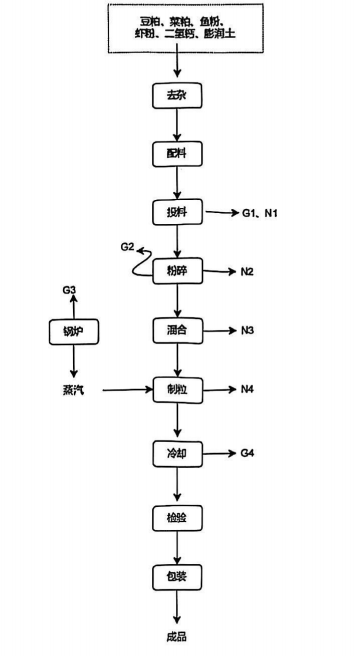 豆粕、菜粕、鱼粉、
虾粉、二氢钙、膨润土
去杂
配料
投料
G1、N1
G2
粉碎
N2
G3
锅炉
混合
N3
蒸汽
制粒
N4
冷却
G4
检验
包装
成品